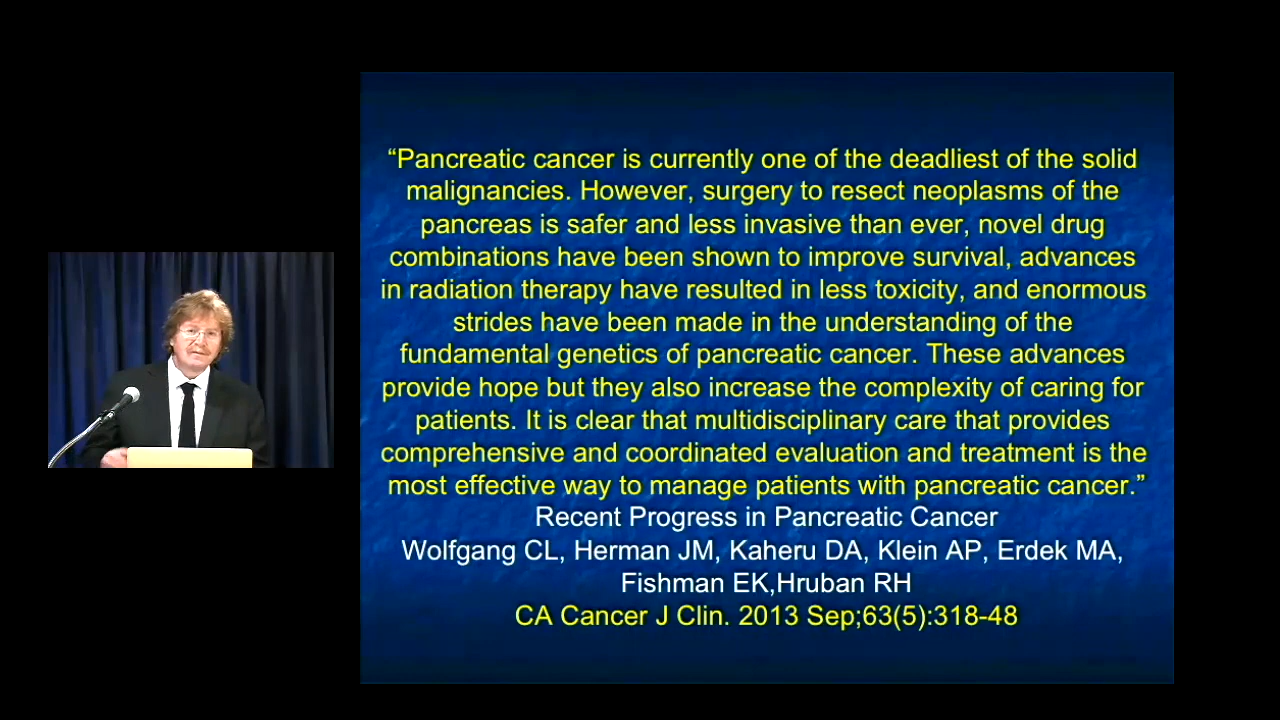 “Pancreatic cancer is currently one of the deadliest of the solid
malignancies. However, surgery to resect neoplasms of the
pancreas is safer and less invasive than ever, novel drug
combinations have been shown to improve survival, advances
in radiation therapy have resulted in less toxicity, and enormous
strides have been made in the understanding of the
fundamental genetics of pancreatic cancer. These advances
provide hope but they also increase the complexity of caring for
patients. It is clear that multidisciplinary care that provides
comprehensive and coordinated evaluation and treatment is the
most effective way to manage patients with pancreatic cancer.”
Recent Progress in Pancreatic Cancer
Wolfgang CL, Herman JM, Kaheru DA, Klein AP, Erdek MA,
Fishman EK,Hruban RH
CA Cancer J Clin. 2013 Sep;63(5):318-48